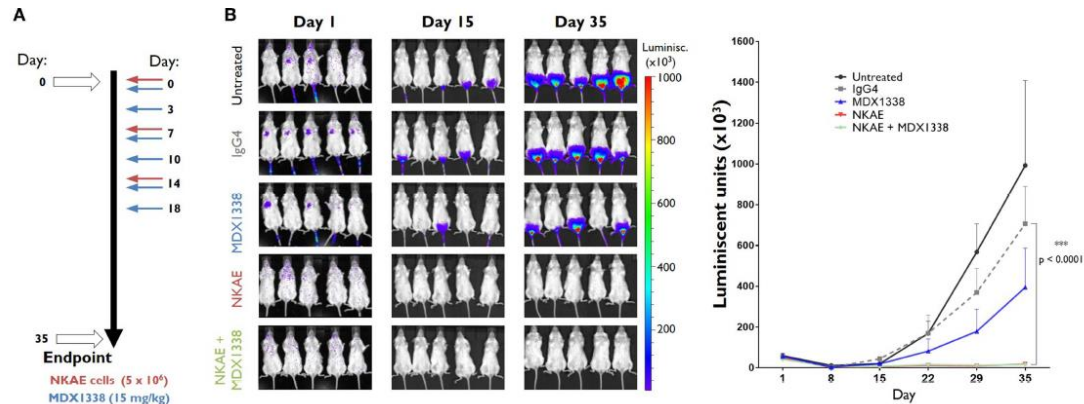 A
Day:
0
Day:
0
3
7
10
14
18
35
Endpoint
NKAE cells (5 x 10⁶)
MDX1338 (15 mg/kg)
B
Day 1
Day 15
Day 35
Untreated
IgG4
MDX1338
NKAE
NKAE +
MDX1338
Luminisc.
(x10³)
1000
800
600
400
200
Luminiscent units (x10³)
1600
1400
1200
1000
800
600
400
200
0
1
8
15
22
29
35
Day
Untreated
IgG4
MDX1338
NKAE
NKAE + MDX1338
***
p < 0.0001